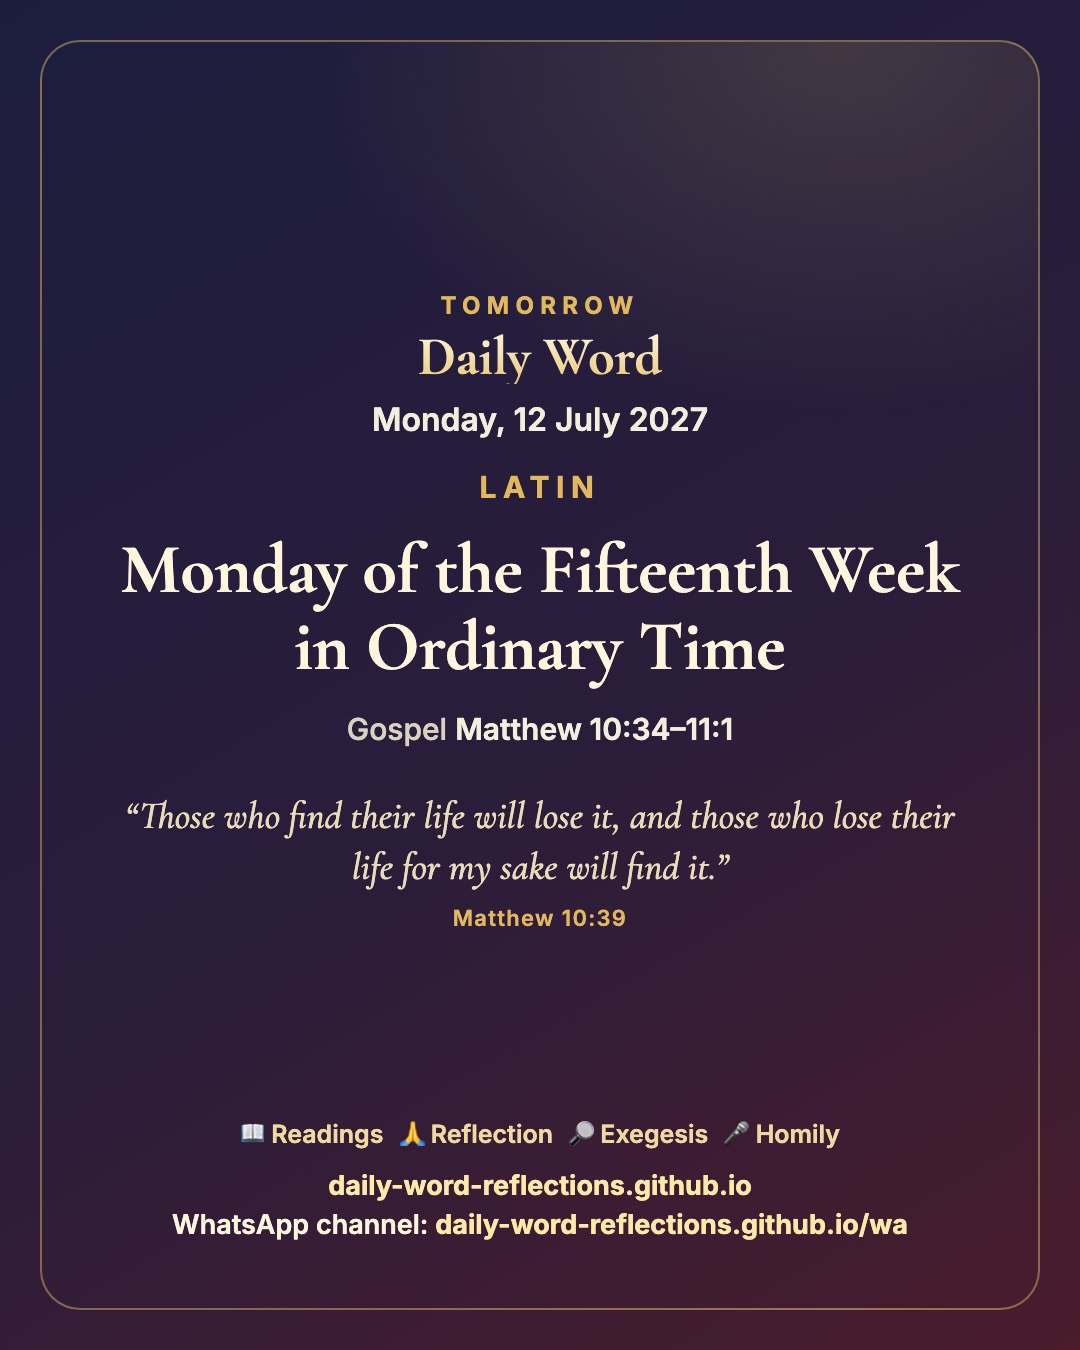 TOMORROW
Daily Word
Monday, 12 July 2027
LATIN
Monday of the Fifteenth Week
in Ordinary Time
Gospel Matthew 10:34–11:1
“Those who find their life will lose it, and those who lose their
life for my sake will find it.”
Matthew 10:39
📖 Readings 🙏 Reflection 🔎 Exegesis 🎤 Homily
daily-word-reflections.github.io
WhatsApp channel: daily-word-reflections.github.io/wa